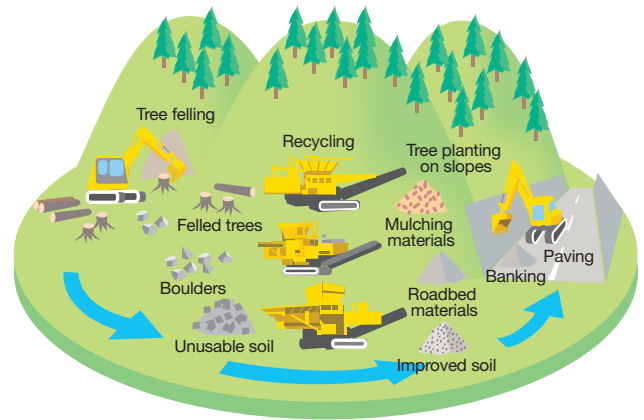 Tree felling
Recycling
Tree planting
on slopes
Felled trees
Mulching
materials
Paving
Banking
Boulders
Roadbed
materials
Unusable soil
Improved soil